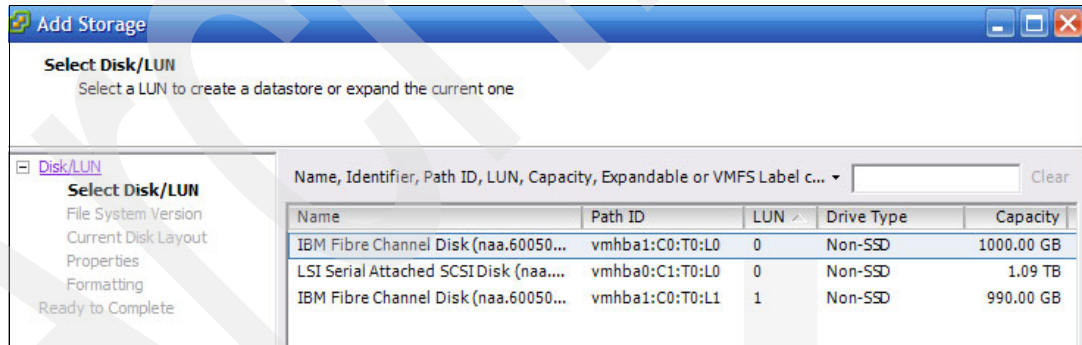 Add Storage
Select Disk/LUN
Select a LUN to create a datastore or expand the current one
Disk/LUN
Select Disk/LUN
File System Version
Current Disk Layout
Properties
Formatting
Ready to Complete
Name, Identifier, Path ID, LUN, Capacity, Expandable or VMFS Label c... Clear
Name Path ID LUN Drive Type Capacity
IBM Fibre Channel Disk (naa.60050... vmhba1:C0:T0:L0 0 Non-SSD 1000.00 GB
LSI Serial Attached SCSI Disk (naa.... vmhba0:C1:T0:L0 0 Non-SSD 1.09 TB
IBM Fibre Channel Disk (naa.60050... vmhba1:C0:T0:L1 1 Non-SSD 990.00 GB